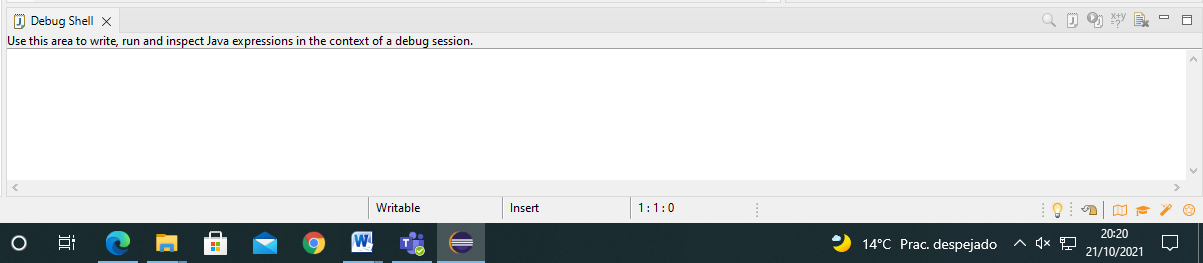 Debug Shell
Use this area to write, run and inspect Java expressions in the context of a debug session.
Writable Insert 1 : 1 : 0
14°C Prac. despejado
20:20
21/10/2021